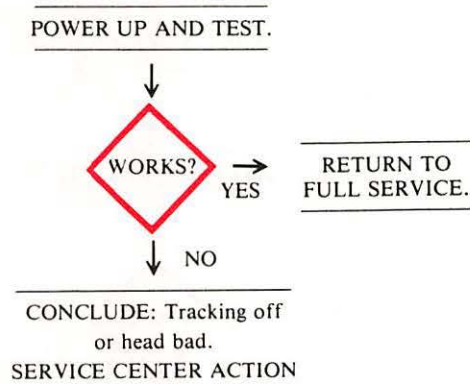 POWER UP AND TEST.
WORKS?
YES
RETURN TO
FULL SERVICE.
NO
CONCLUDE: Tracking off
or head bad.
SERVICE CENTER ACTION